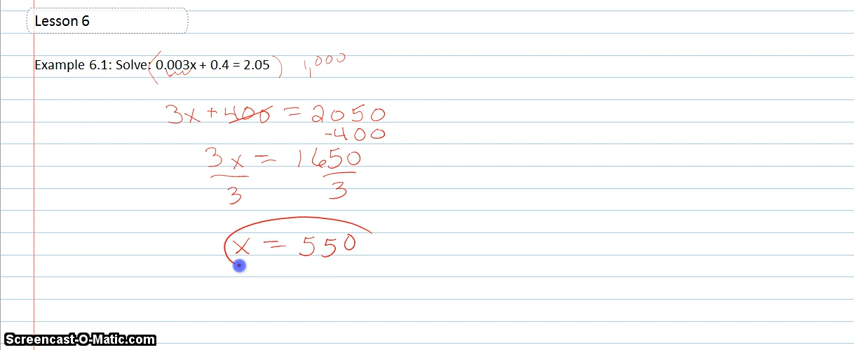 Lesson 6
Example 6.1: Solve: (0.003x + 0.4 = 2.05) 1,000
3x + 400 = 2050
-400
3x = 1650
3 3
x = 550
Screencast-O-Matic.com